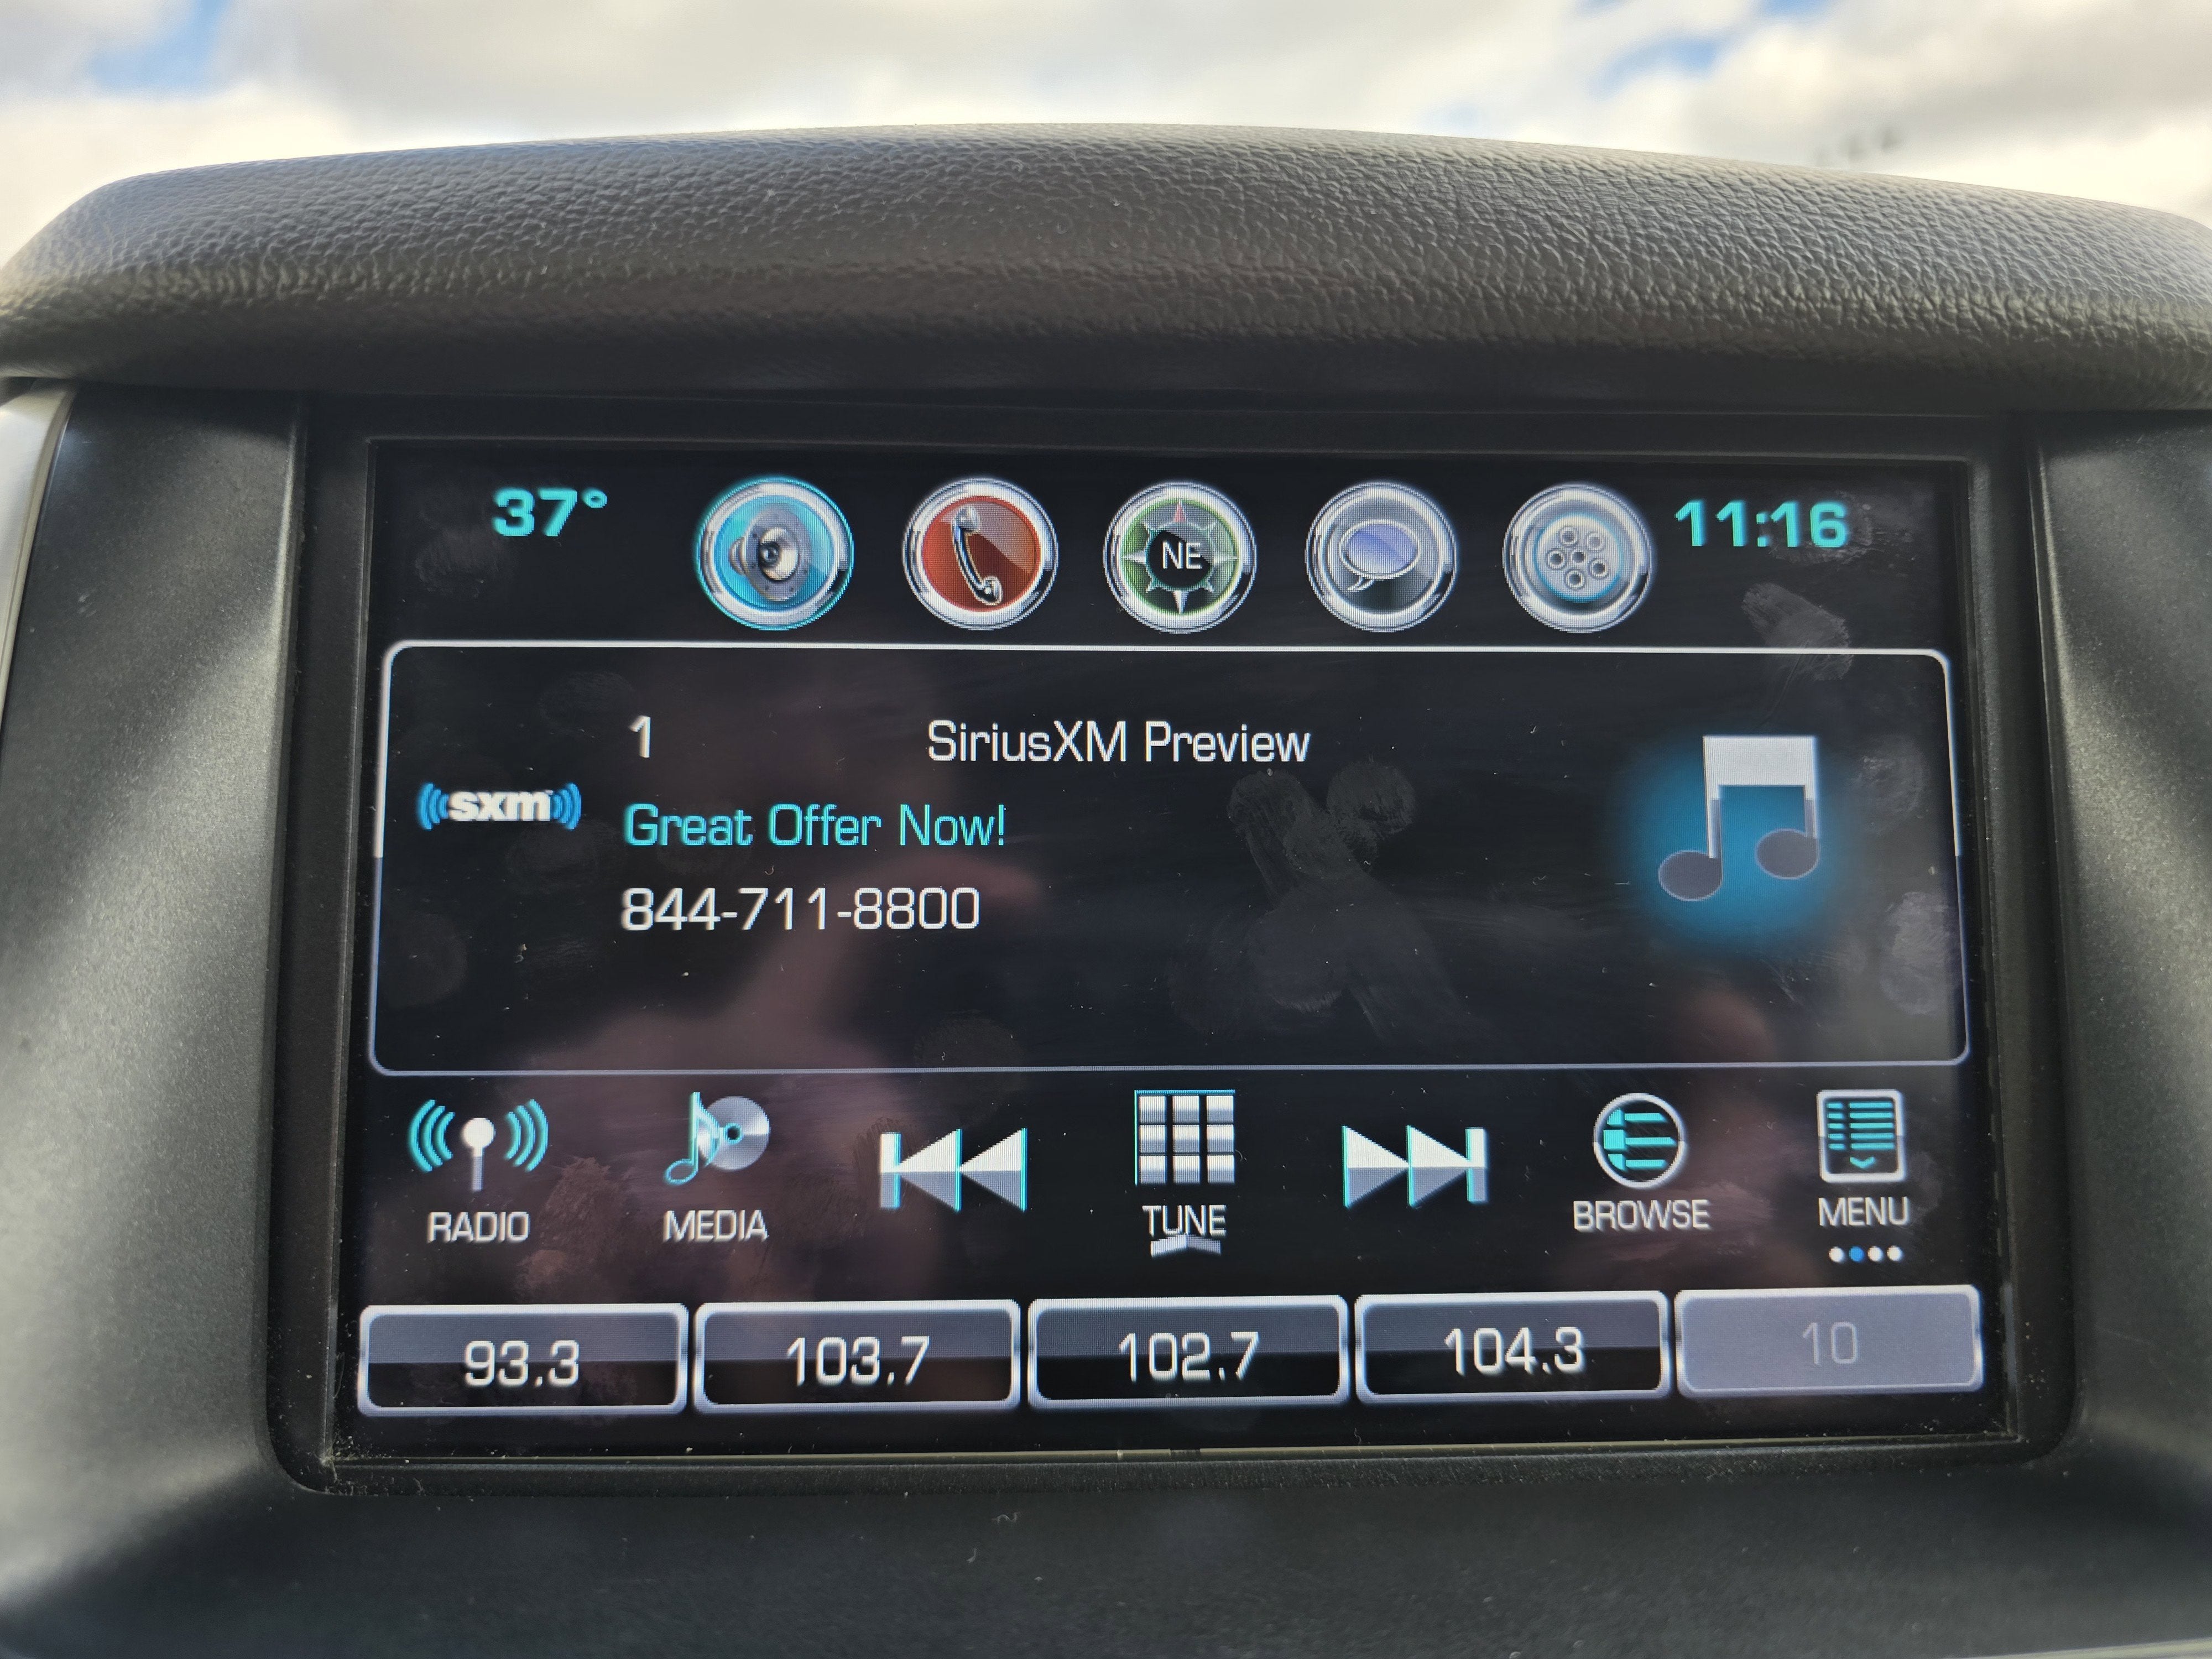 37°
NE
11:16
1 SiriusXM Preview
sxm
Great Offer Now!
844-711-8800
RADIO
MEDIA
TUNE
BROWSE
MENU
93.3
103.7
102.7
104.3
10